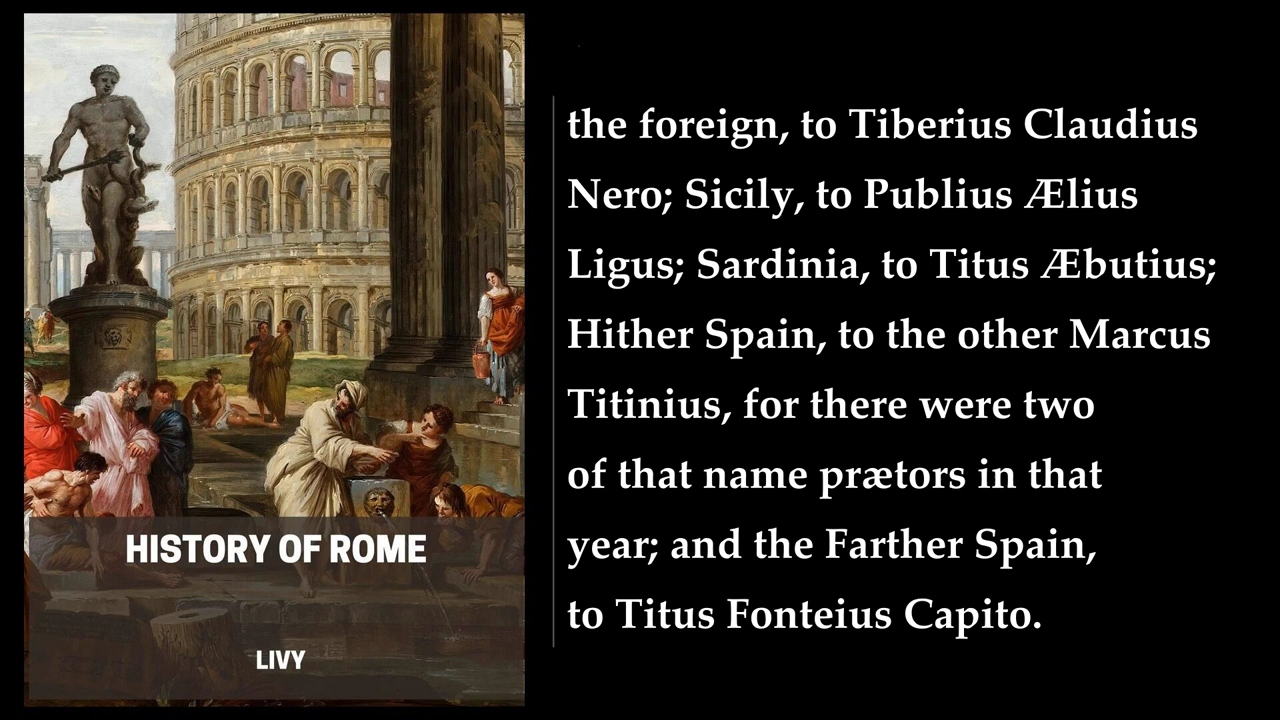 HISTORY OF ROME
LIVY
the foreign, to Tiberius Claudius
Nero; Sicily, to Publius Ælius
Ligus; Sardinia, to Titus Æbutius;
Hither Spain, to the other Marcus
Titinius, for there were two
of that name prætors in that
year; and the Farther Spain,
to Titus Fonteius Capito.